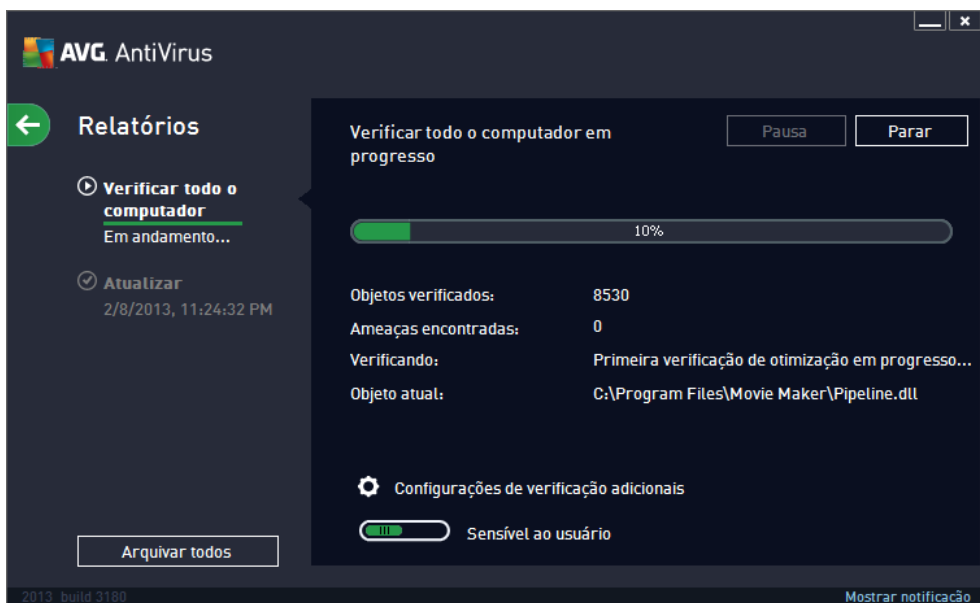 AVG. AntiVirus
Relatórios
Verificar todo o
computador
Em andamento...
Atualizar
2/8/2013, 11:24:32 PM
Arquivar todos
Verificar todo o computador em
progresso
Pausa
Parar
10%
Objetos verificados: 8530
Ameaças encontradas: 0
Verificando: Primeira verificação de otimização em progresso...
Objeto atual: C:\Program Files\Movie Maker\Pipeline.dll
Configurações de verificação adicionais
Sensível ao usuário
2013 build 3180
Mostrar notificação